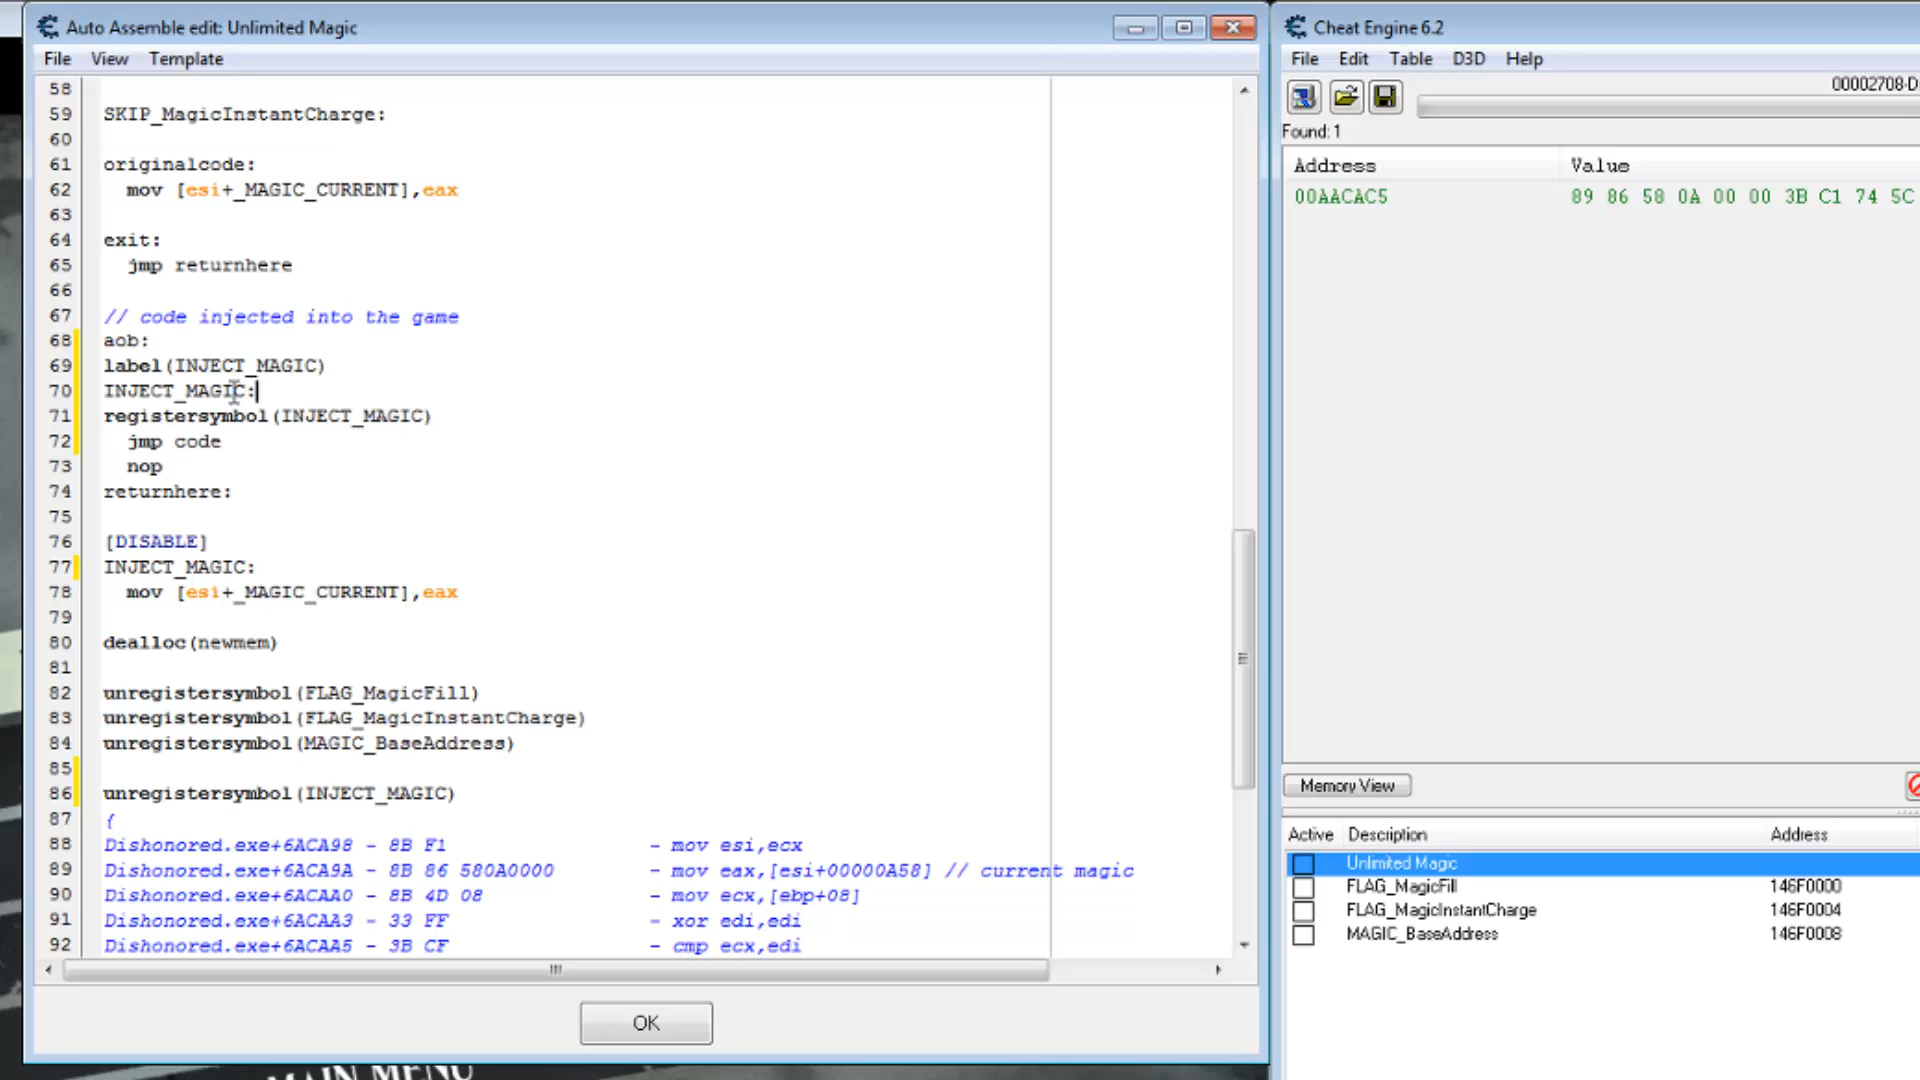 Auto Assemble edit: Unlimited Magic
File View Template
58
59 SKIP_MagicInstantCharge:
60
61 originalcode:
62 mov [esi+_MAGIC_CURRENT],eax
63
64 exit:
65 jmp returnhere
66
67 // code injected into the game
68 aob:
69 label(INJECT_MAGIC)
70 INJECT_MAGIC:
71 registersymbol(INJECT_MAGIC)
72 jmp code
73 nop
74 returnhere:
75
76 [DISABLE]
77 INJECT_MAGIC:
78 mov [esi+_MAGIC_CURRENT],eax
79
80 dealloc(newmem)
81
82 unregistersymbol(FLAG_MagicFill)
83 unregistersymbol(FLAG_MagicInstantCharge)
84 unregistersymbol(MAGIC_BaseAddress)
85
86 unregistersymbol(INJECT_MAGIC)
87 {
88 Dishonored.exe+6ACA98 - 8B F1 - mov esi,ecx
89 Dishonored.exe+6ACA9A - 8B 86 580A0000 - mov eax,[esi+00000A58] // current magic
90 Dishonored.exe+6ACAA0 - 8B 4D 08 - mov ecx,[ebp+08]
91 Dishonored.exe+6ACAA3 - 33 FF - xor edi,edi
92 Dishonored.exe+6ACAA5 - 3B CF - cmp ecx,edi
OK
MAIN MENU
Cheat Engine 6.2
File Edit Table D3D Help
00002708-D
Found: 1
Address Value
00AACAC5 89 86 58 0A 00 00 3B C1 74 5C
Memory View
Active Description Address
Unlimited Magic
FLAG_MagicFill 146F0000
FLAG_MagicInstantCharge 146F0004
MAGIC_BaseAddress 146F0008